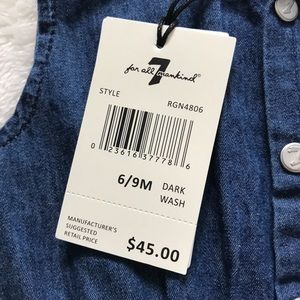 for all 7 mankind®
STYLE RGN4806
0 23616 37778 6
6/9M DARK
WASH
MANUFACTURER'S
SUGGESTED
RETAIL PRICE
$45.00